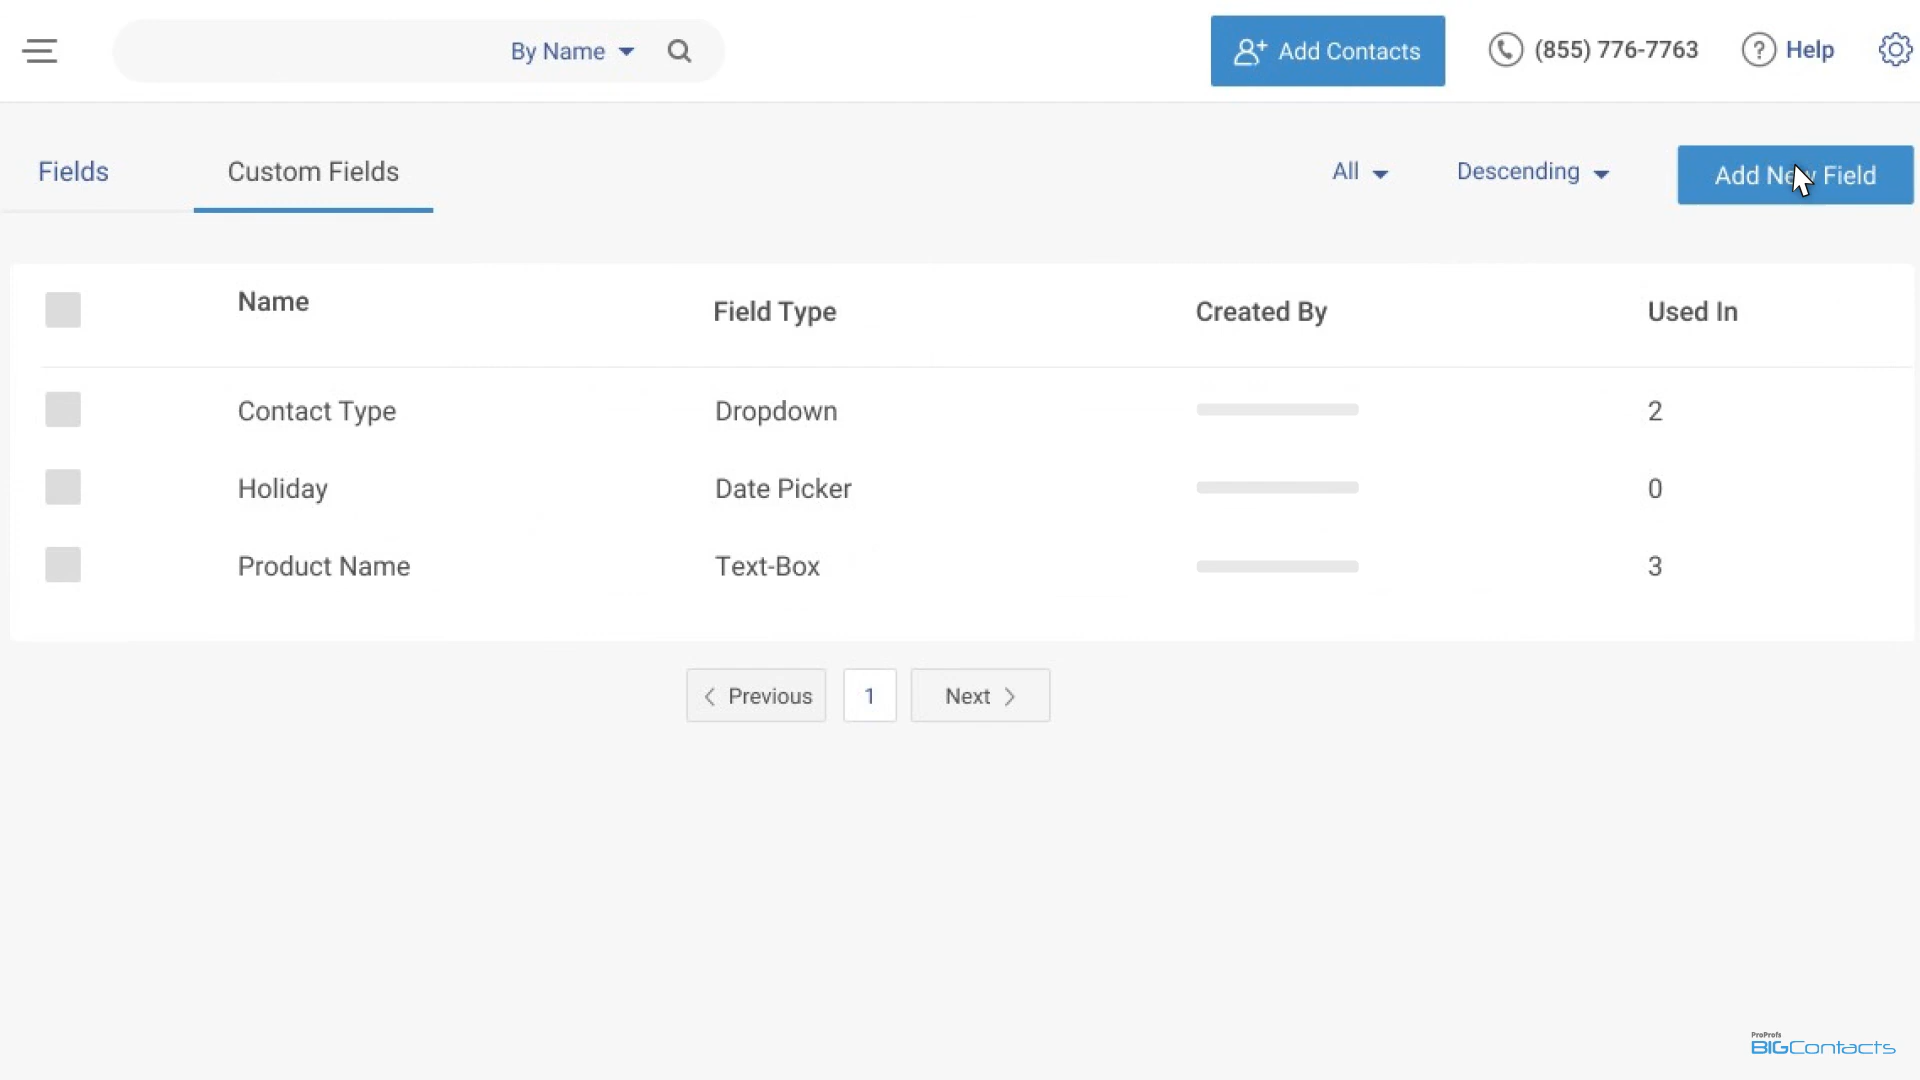 By Name
Add Contacts
(855) 776-7763
? Help
Fields
Custom Fields
All
Descending
Add New Field
Name
Field Type
Created By
Used In
Contact Type
Dropdown
2
Holiday
Date Picker
0
Product Name
Text-Box
3
Previous
1
Next
ProProfs
BIGContacts